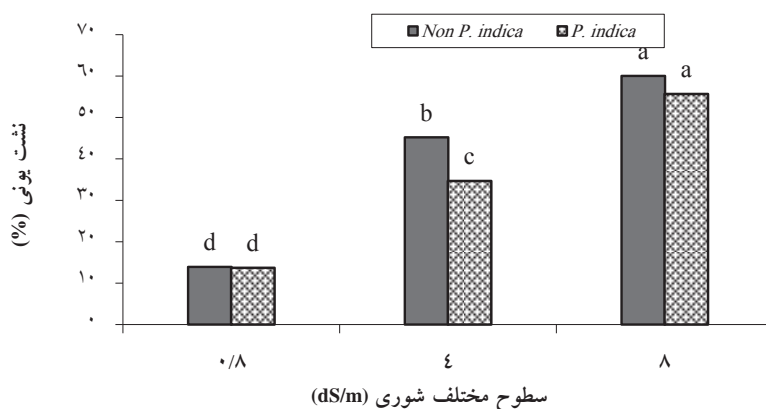 Non P. indica P. indica
٧٠
٦٠
٥٠
٤٠
٣٠
٢٠
١٠
٠
نشت یونی (%)
d d b c a a
٠/٨ ٤ ٨
سطوح مختلف شوری (dS/m)